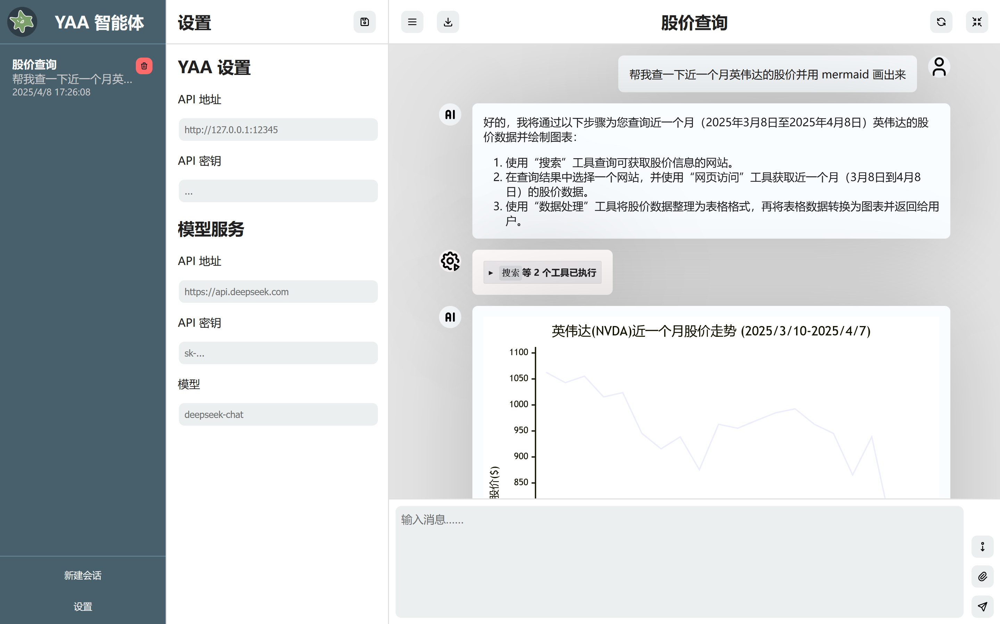 YAA 智能体
股价查询
帮我查一下近一个月英...
2025/4/8 17:26:08
新建会话
设置
设置
YAA 设置
API 地址
http://127.0.0.1:12345
API 密钥
...
模型服务
API 地址
https://api.deepseek.com
API 密钥
sk-...
模型
deepseek-chat
股价查询
帮我查一下近一个月英伟达的股价并用 mermaid 画出来
AI
好的，我将通过以下步骤为您查询近一个月（2025年3月8日至2025年4月8日）英伟达的股
价数据并绘制图表：
1. 使用“搜索”工具查询可获取股价信息的网站。
2. 在查询结果中选择一个网站，并使用“网页访问”工具获取近一个月（3月8日到4月8
日）的股价数据。
3. 使用“数据处理”工具将股价数据整理为表格格式，再将表格数据转换为图表并返回给用
户。
搜索 等 2 个工具已执行
AI
英伟达(NVDA)近一个月股价走势 (2025/3/10-2025/4/7)
1100
1050
1000
950
900
850
股价($)
输入消息......